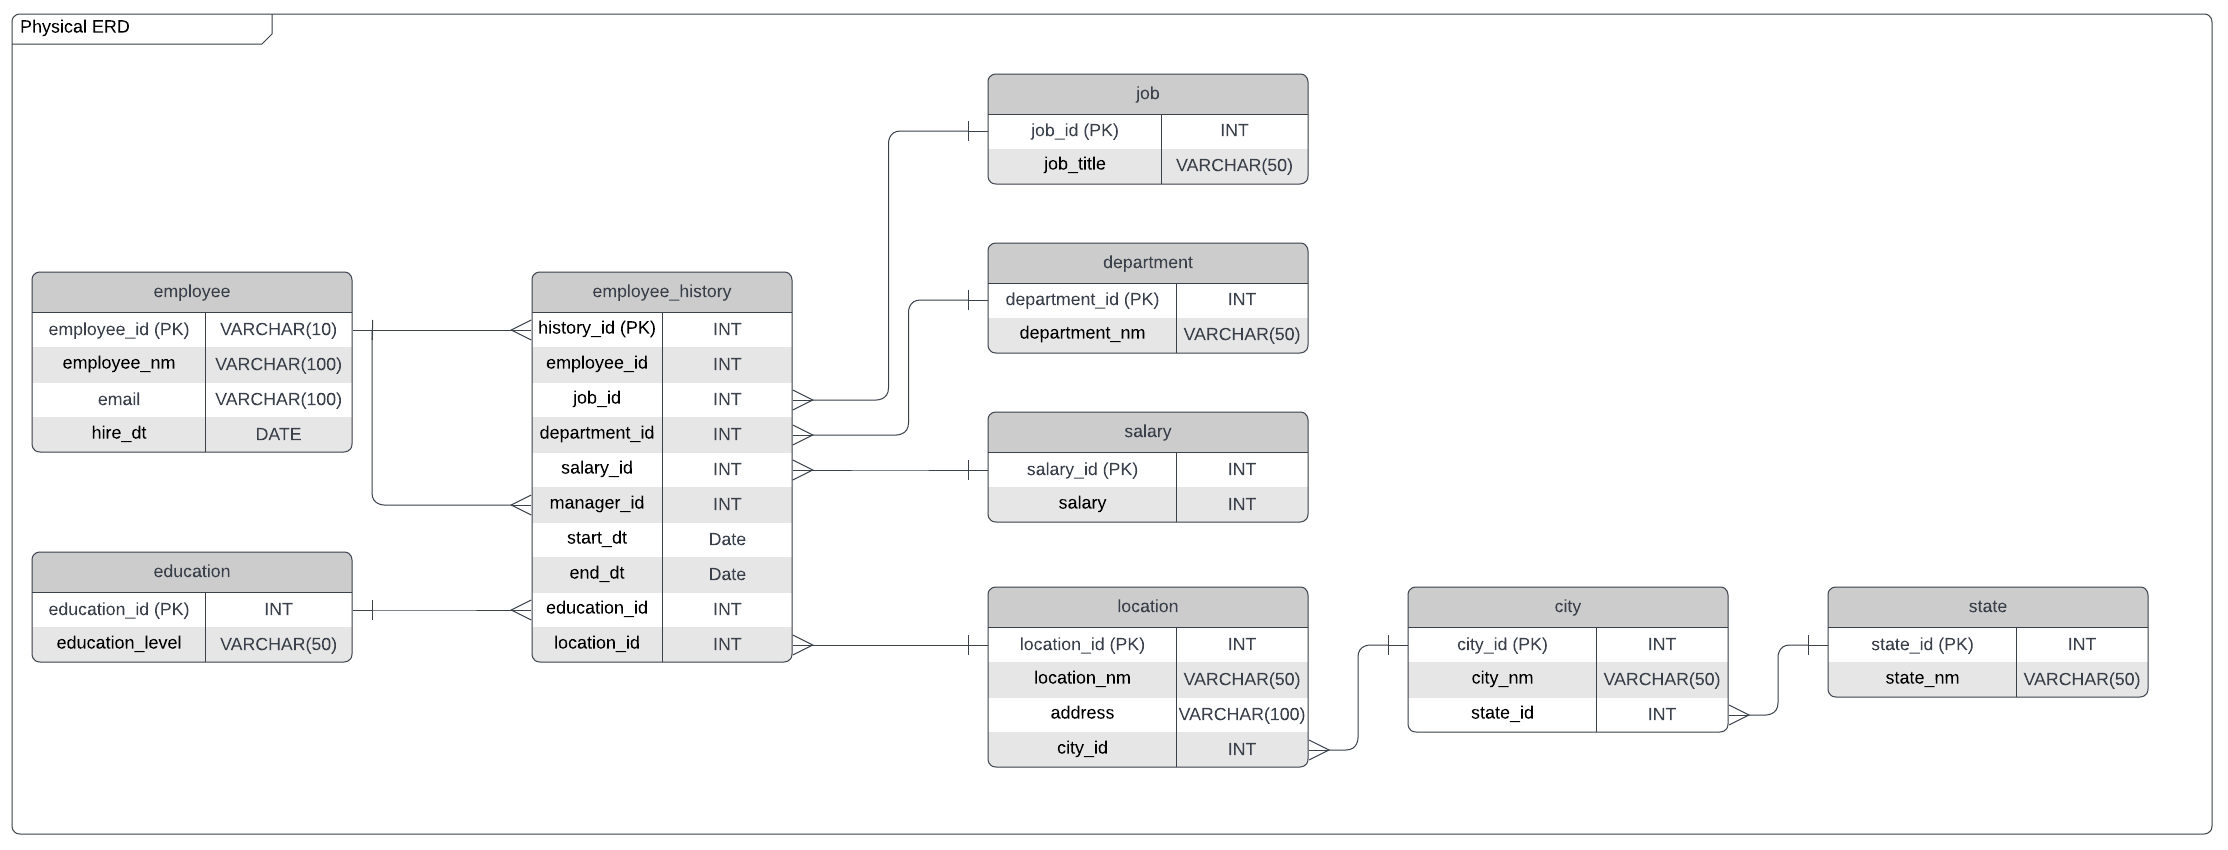 Physical ERD
job
job_id (PK) INT
job_title VARCHAR(50)
department
department_id (PK) INT
department_nm VARCHAR(50)
employee
employee_id (PK) VARCHAR(10)
employee_nm VARCHAR(100)
email VARCHAR(100)
hire_dt DATE
employee_history
history_id (PK) INT
employee_id INT
job_id INT
department_id INT
salary_id INT
manager_id INT
start_dt Date
end_dt Date
education_id INT
location_id INT
salary
salary_id (PK) INT
salary INT
education
education_id (PK) INT
education_level VARCHAR(50)
location
location_id (PK) INT
location_nm VARCHAR(50)
address VARCHAR(100)
city_id INT
city
city_id (PK) INT
city_nm VARCHAR(50)
state_id INT
state
state_id (PK) INT
state_nm VARCHAR(50)